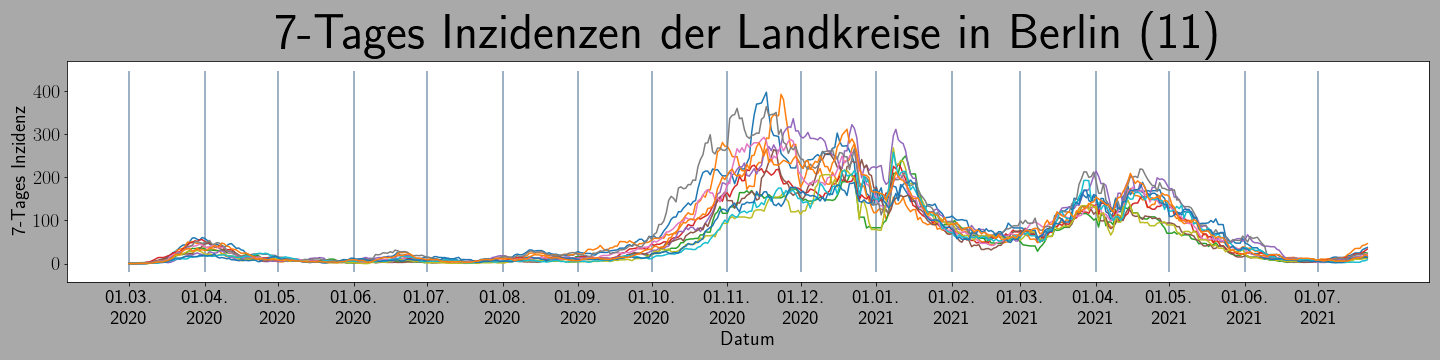 7-Tages Inzidenzen der Landkreise in Berlin (11)
7-Tages Inzidenz
400
300
200
100
0
01.03. 01.04. 01.05. 01.06. 01.07. 01.08. 01.09. 01.10. 01.11. 01.12. 01.01. 01.02. 01.03. 01.04. 01.05. 01.06. 01.07.
2020 2020 2020 2020 2020 2020 2020 2020 2020 2020 2021 2021 2021 2021 2021 2021 2021
Datum